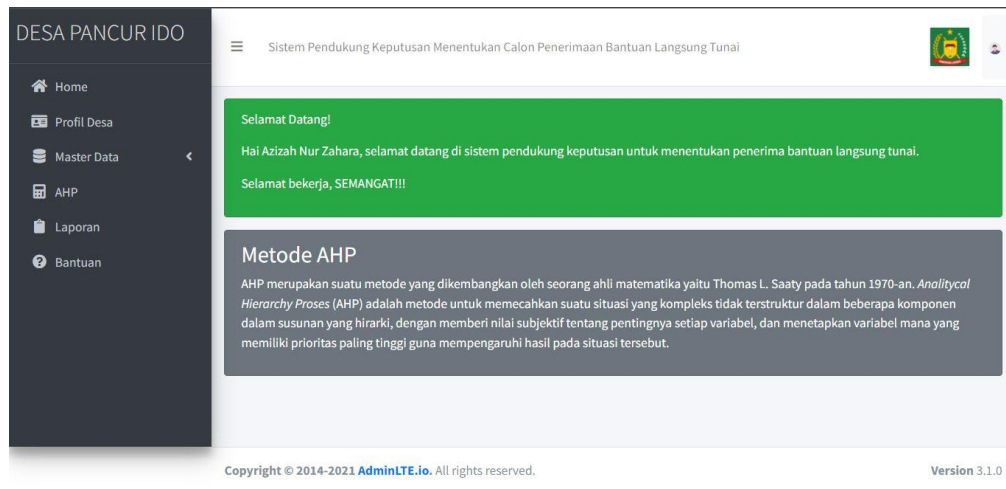 DESA PANCUR IDO
Sistem Pendukung Keputusan Menentukan Calon Penerimaan Bantuan Langsung Tunai
Home
Profil Desa
Master Data
AHP
Laporan
Bantuan
Selamat Datang!
Hai Azizah Nur Zahara, selamat datang di sistem pendukung keputusan untuk menentukan penerima bantuan langsung tunai.
Selamat bekerja, SEMANGAT!!!
Metode AHP
AHP merupakan suatu metode yang dikembangkan oleh seorang ahli matematika yaitu Thomas L. Saaty pada tahun 1970-an. Analitycal
Hierarchy Proses (AHP) adalah metode untuk memecahkan suatu situasi yang kompleks tidak terstruktur dalam beberapa komponen
dalam susunan yang hirarki, dengan memberi nilai subjektif tentang pentingnya setiap variabel, dan menetapkan variabel mana yang
memiliki prioritas paling tinggi guna mempengaruhi hasil pada situasi tersebut.
Copyright © 2014-2021 AdminLTE.io. All rights reserved.
Version 3.1.0